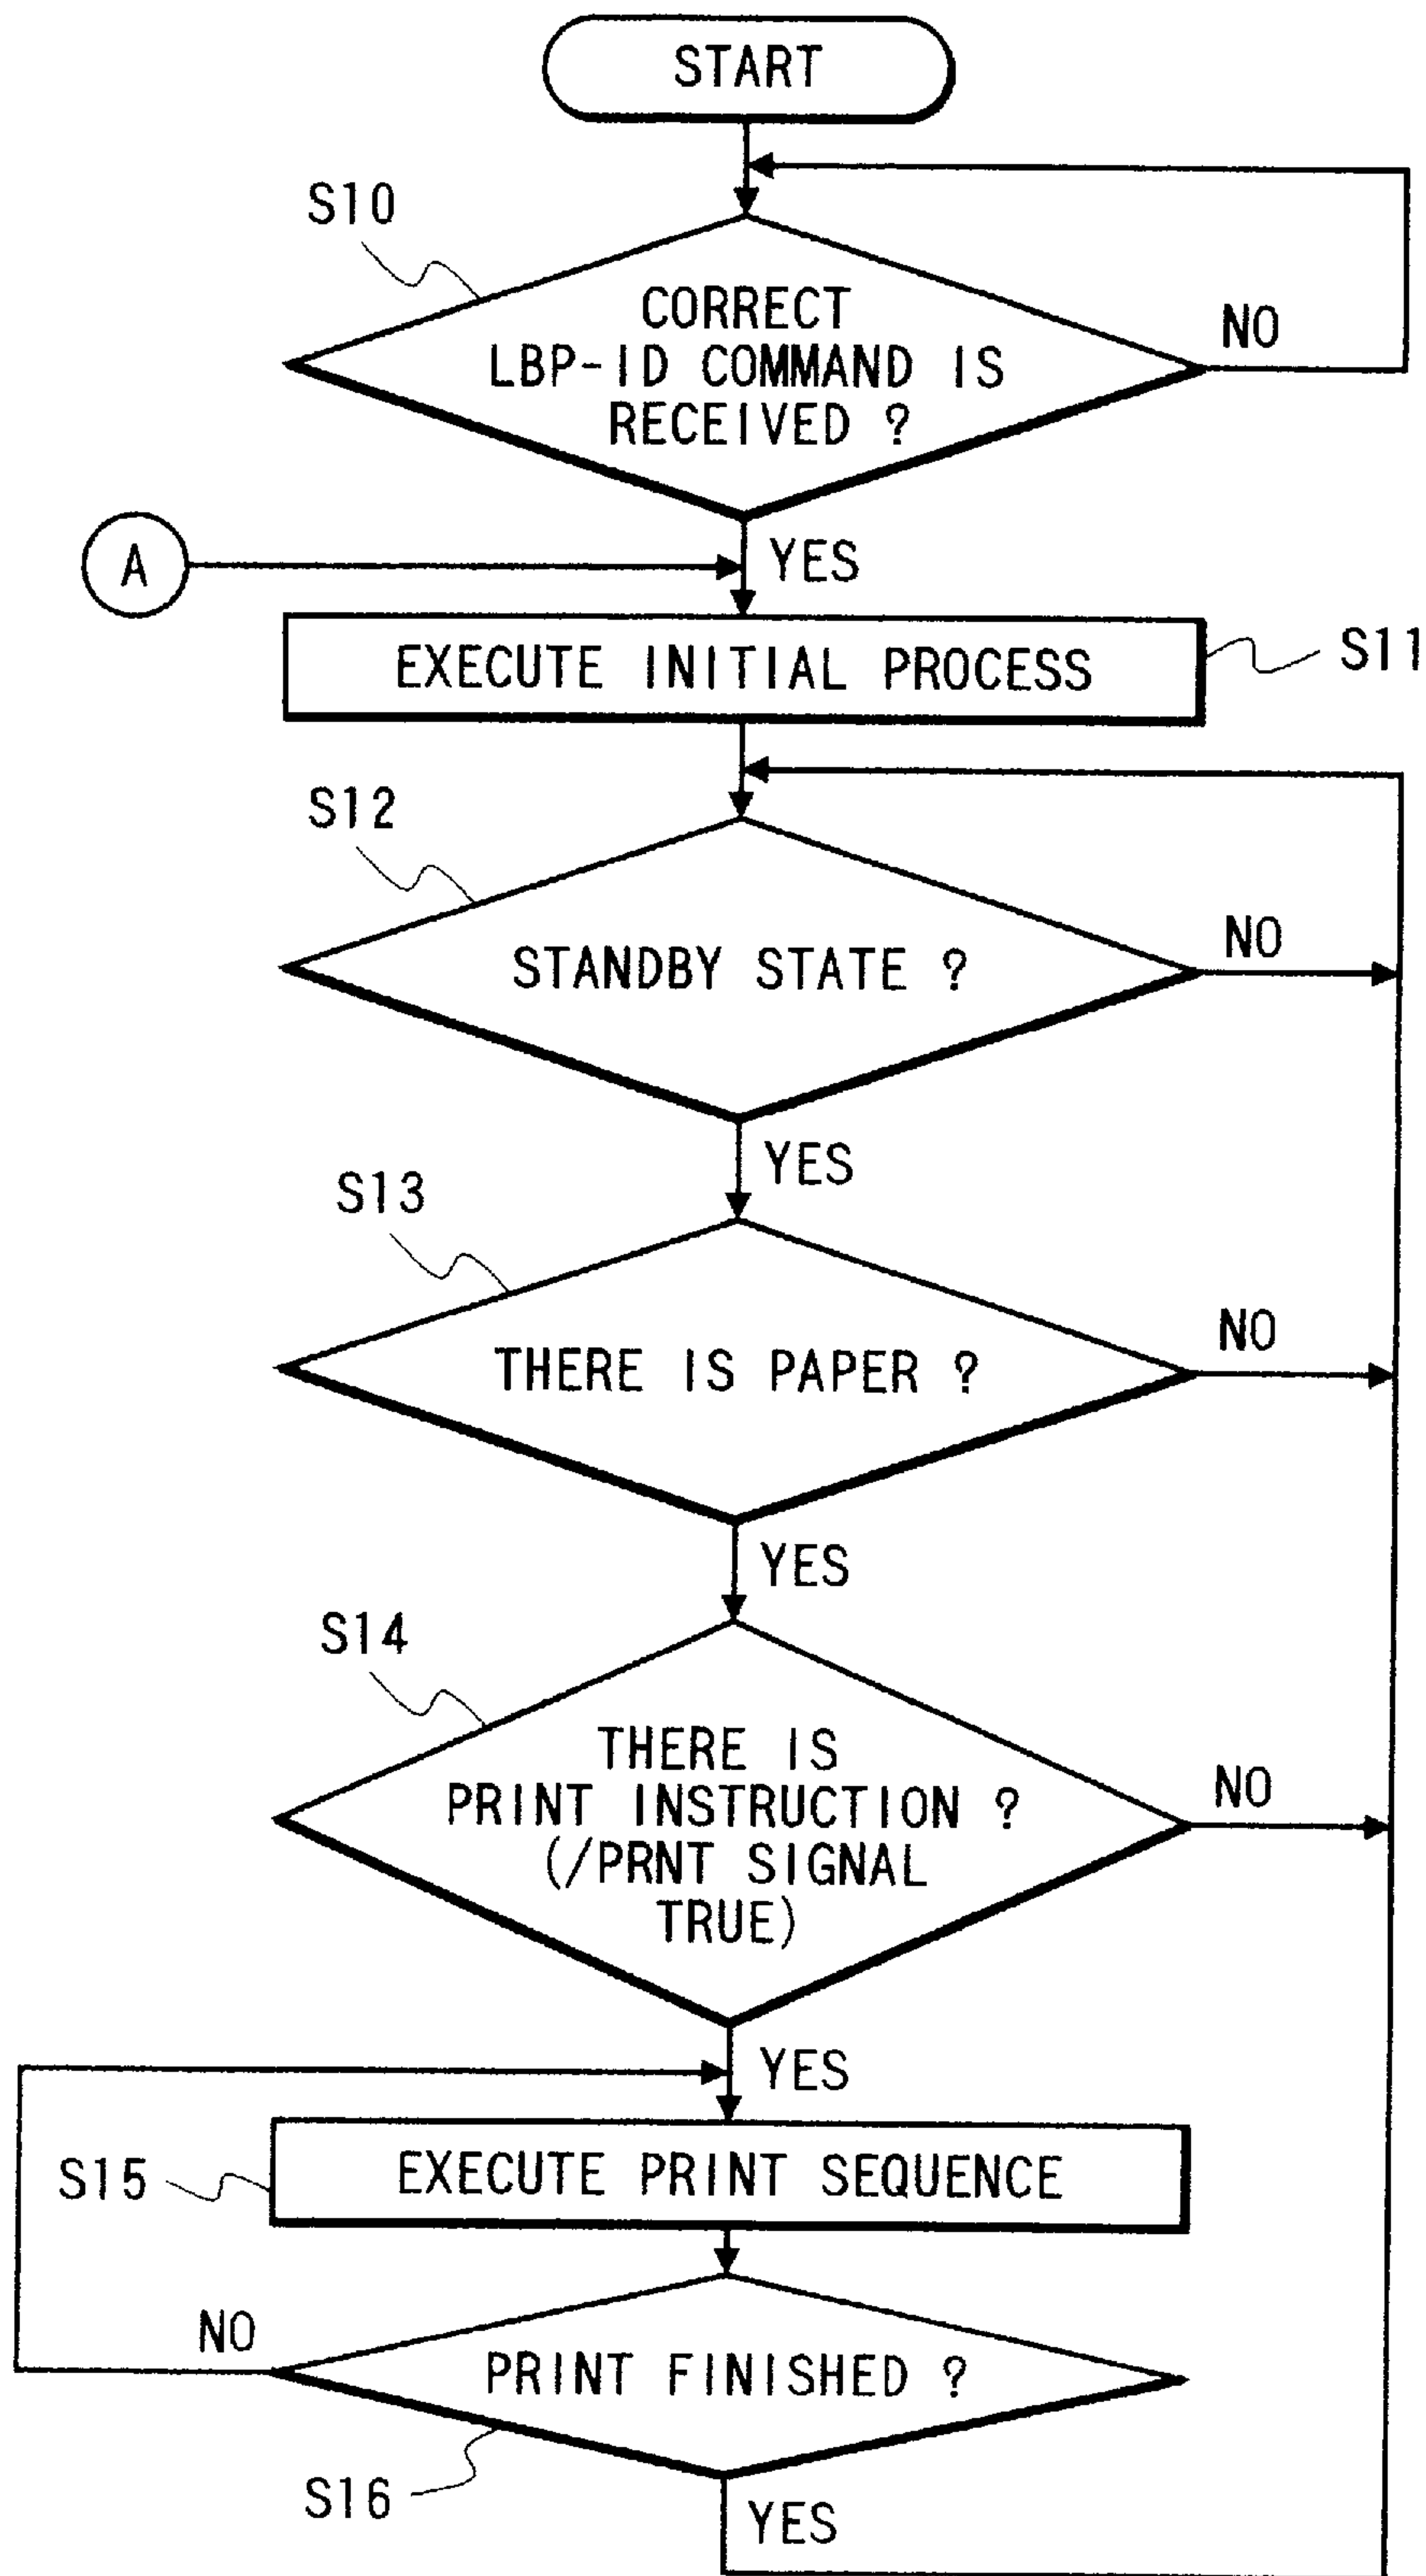 START
S10
CORRECT
LBP-ID COMMAND IS
RECEIVED ?
NO
A
YES
EXECUTE INITIAL PROCESS
S11
S12
STANDBY STATE ?
NO
YES
S13
THERE IS PAPER ?
NO
YES
S14
THERE IS
PRINT INSTRUCTION ?
(/PRNT SIGNAL
TRUE)
NO
YES
S15
EXECUTE PRINT SEQUENCE
NO
PRINT FINISHED ?
S16
YES